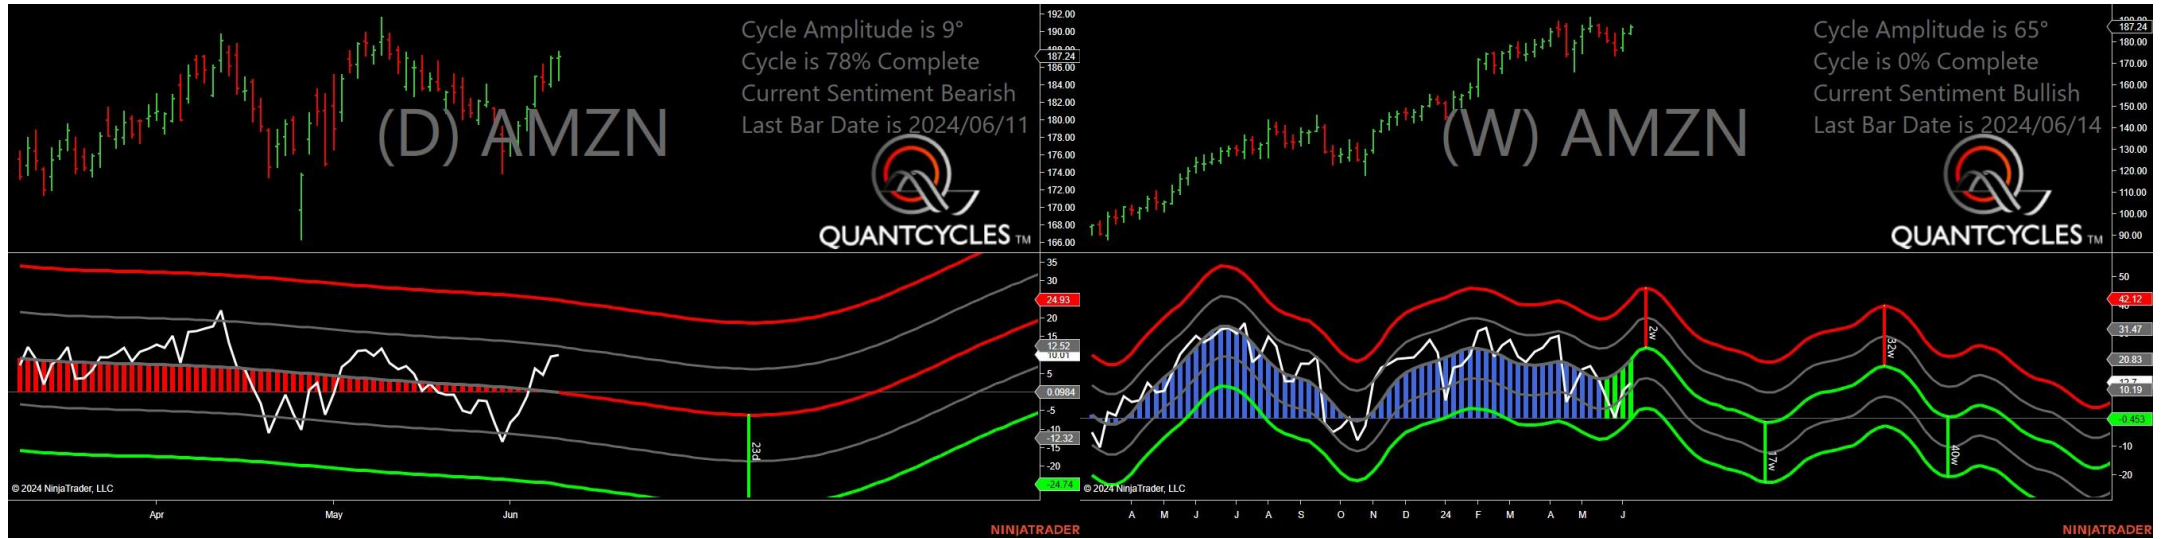 Cycle Amplitude is 9°
Cycle is 78% Complete
Current Sentiment Bearish
Last Bar Date is 2024/06/11
(D) AMZN
QUANTCYCLES TM
192.00
190.00
187.24
186.00
184.00
182.00
180.00
178.00
176.00
174.00
172.00
170.00
168.00
166.00
35
30
24.93
20
15
12.52
10.01
5
0.0984
-5
-10
-12.32
-15
-20
-24.74
23d
© 2024 NinjaTrader, LLC
Apr May Jun
NINJATRADER
Cycle Amplitude is 65°
Cycle is 0% Complete
Current Sentiment Bullish
Last Bar Date is 2024/06/14
(W) AMZN
QUANTCYCLES TM
187.24
180.00
170.00
160.00
150.00
140.00
130.00
120.00
110.00
100.00
90.00
50
42.12
31.47
20.83
12.7
10.19
-0.453
-10
-20
2w
32w
17w
40w
© 2024 NinjaTrader, LLC
A M J J A S O N D 24 F M A M J
NINJATRADER